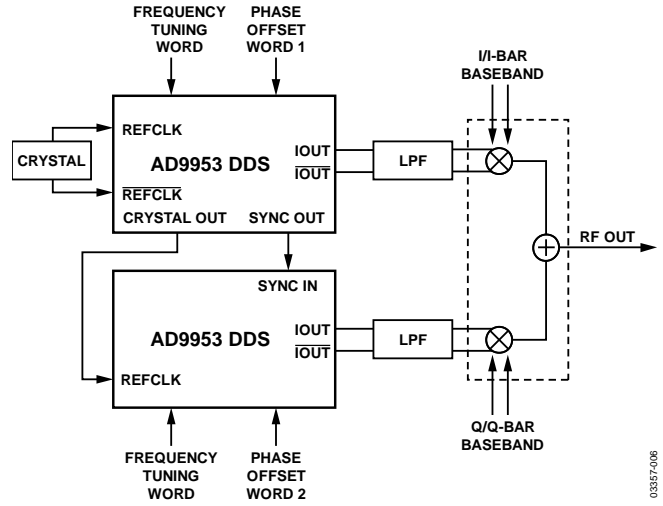 FREQUENCY
TUNING
WORD
PHASE
OFFSET
WORD 1
I/I-BAR
BASEBAND
REFCLK
CRYSTAL
AD9953 DDS
IOUT
IOUT
LPF
REFCLK
CRYSTAL OUT
SYNC OUT
RF OUT
SYNC IN
AD9953 DDS
IOUT
IOUT
LPF
REFCLK
Q/Q-BAR
BASEBAND
FREQUENCY
TUNING
WORD
PHASE
OFFSET
WORD 2
03357-006